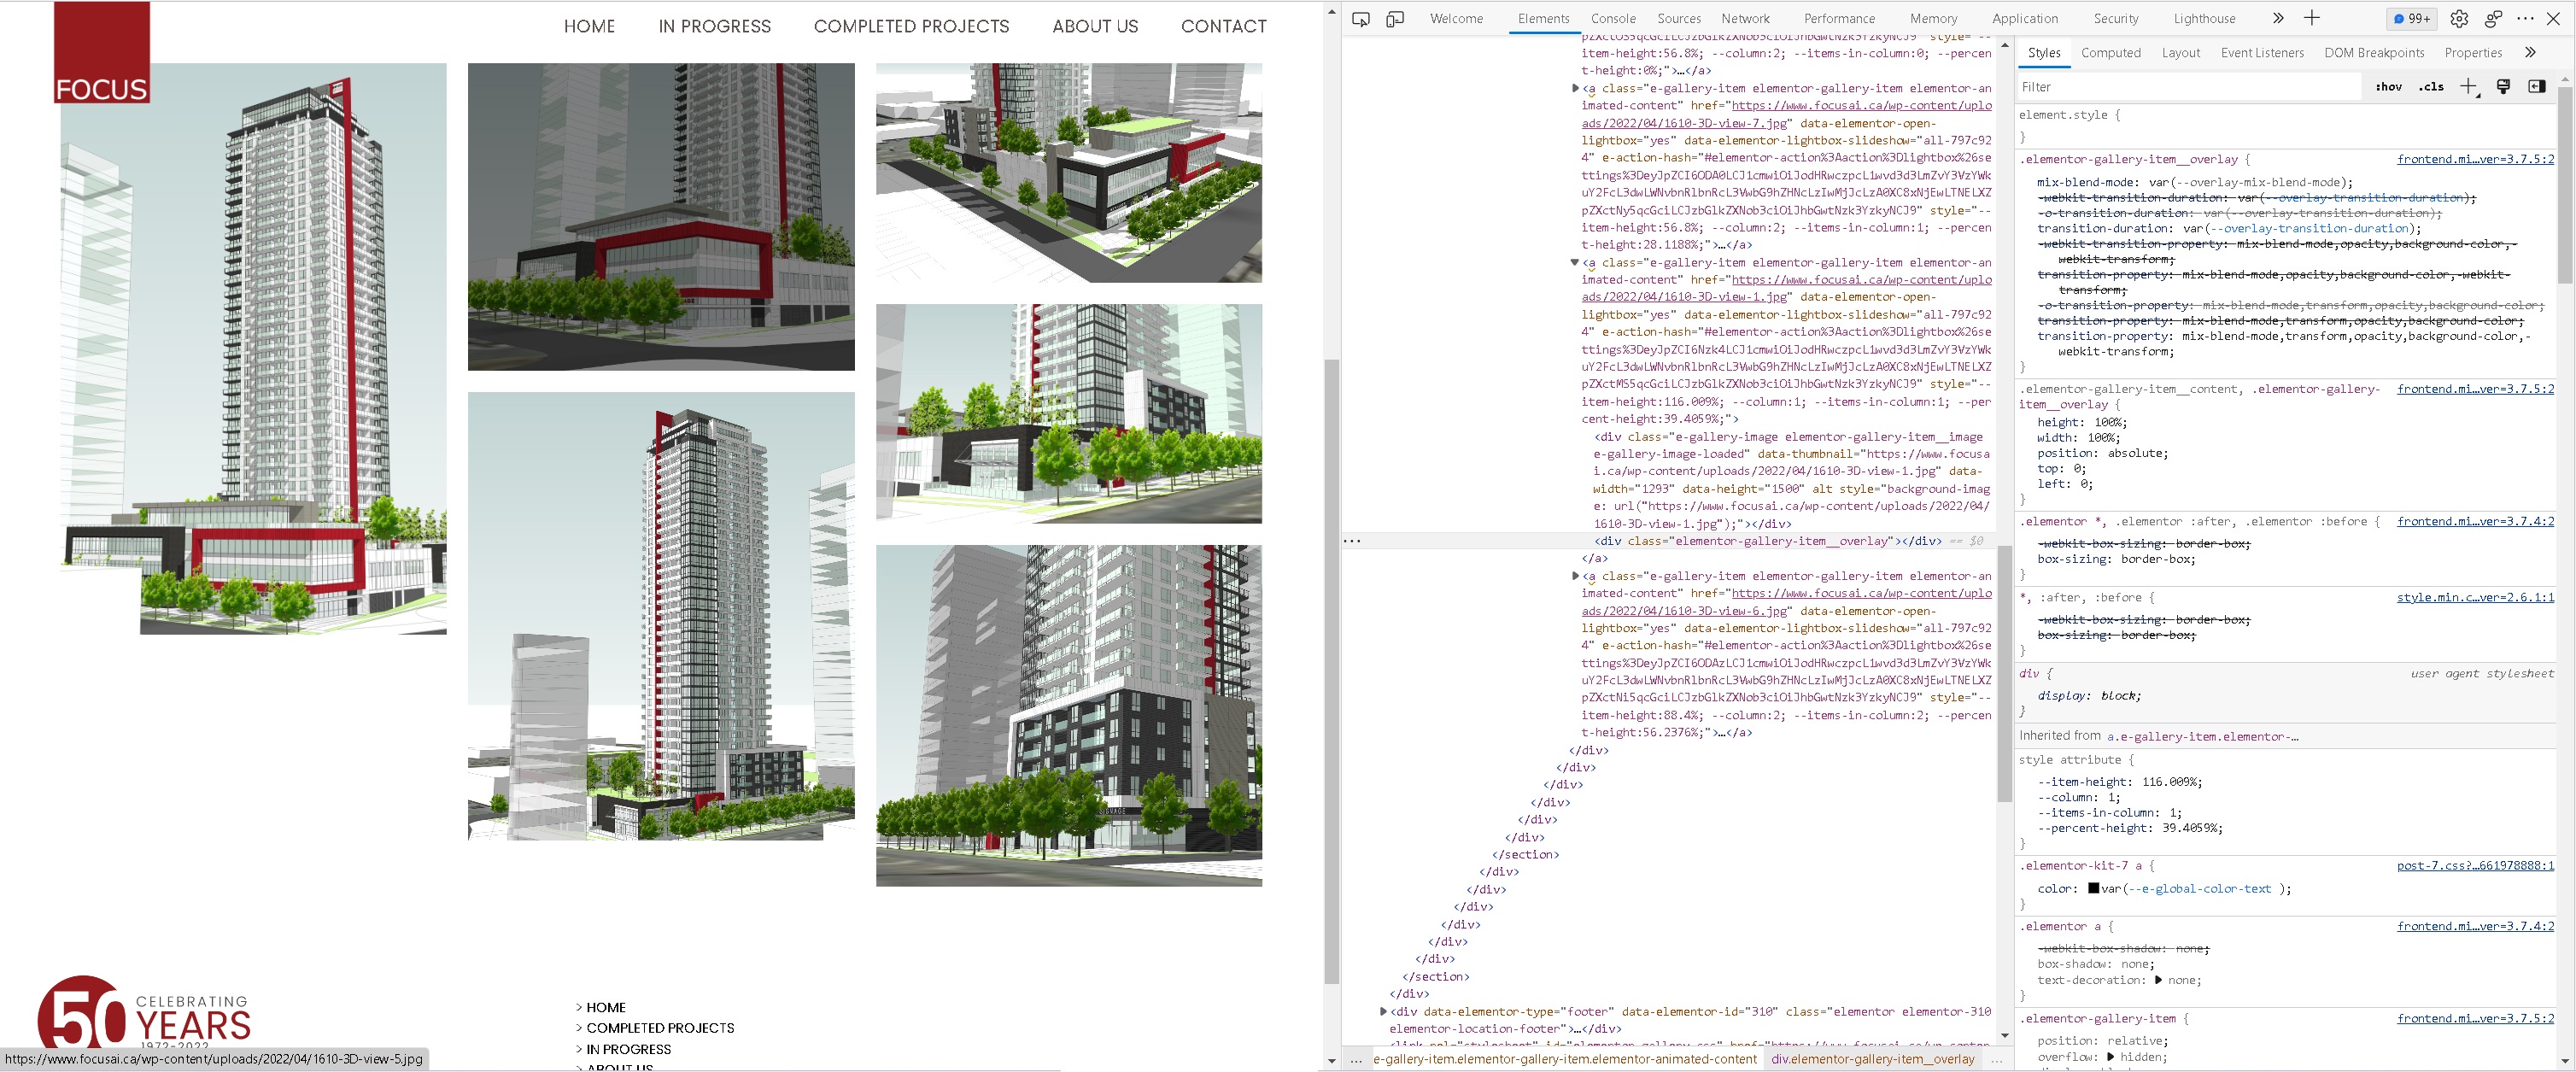 FOCUS
HOME IN PROGRESS COMPLETED PROJECTS ABOUT US CONTACT
50 CELEBRATING
YEARS
1972-2022
> HOME
> COMPLETED PROJECTS
> IN PROGRESS
> ABOUT US
https://www.focusai.ca/wp-content/uploads/2022/04/1610-3D-view-5.jpg
Welcome Elements Console Sources Network Performance Memory Application Security Lighthouse 99+
item-height:56.8%; --column:2; --items-in-column:0; --percen
t-height:0%;">…</a>
<a class="e-gallery-item elementor-gallery-item elementor-an
imated-content" href="https://www.focusai.ca/wp-content/uplo
ads/2022/04/1610-3D-view-7.jpg" data-elementor-open-
lightbox="yes" data-elementor-lightbox-slideshow="all-797c92
4" e-action-hash="#elementor-action%3Aaction%3Dlightbox%26se
item-height:56.8%; --column:2; --items-in-column:1; --percen
t-height:28.1188%;">…</a>
<a class="e-gallery-item elementor-gallery-item elementor-an
imated-content" href="https://www.focusai.ca/wp-content/uplo
ads/2022/04/1610-3D-view-1.jpg" data-elementor-open-
lightbox="yes" data-elementor-lightbox-slideshow="all-797c92
4" e-action-hash="#elementor-action%3Aaction%3Dlightbox%26se
item-height:116.009%; --column:1; --items-in-column:1; --per
cent-height:39.4059%;">
<div class="e-gallery-image elementor-gallery-item__image
e-gallery-image-loaded" data-thumbnail="https://www.focusa
i.ca/wp-content/uploads/2022/04/1610-3D-view-1.jpg" data-
width="1293" data-height="1500" alt style="background-imag
e: url("https://www.focusai.ca/wp-content/uploads/2022/04/
1610-3D-view-1.jpg");"></div>
<div class="elementor-gallery-item__overlay"></div> == $0
</a>
<a class="e-gallery-item elementor-gallery-item elementor-an
imated-content" href="https://www.focusai.ca/wp-content/uplo
ads/2022/04/1610-3D-view-6.jpg" data-elementor-open-
lightbox="yes" data-elementor-lightbox-slideshow="all-797c92
4" e-action-hash="#elementor-action%3Aaction%3Dlightbox%26se
item-height:88.4%; --column:2; --items-in-column:2; --percen
t-height:56.2376%;">…</a>
</div>
</div>
</div>
</div>
</div>
</div>
</section>
</div>
</div>
</div>
</div>
</div>
</div>
</section>
</div>
<div data-elementor-type="footer" data-elementor-id="310" class="elementor elementor-310
elementor-location-footer">…</div>
… e-gallery-item.elementor-gallery-item.elementor-animated-content div.elementor-gallery-item__overlay …
Styles Computed Layout Event Listeners DOM Breakpoints Properties
Filter :hov .cls
element.style {
}
.elementor-gallery-item__overlay { frontend.mi…ver=3.7.5:2
mix-blend-mode: var(--overlay-mix-blend-mode);
-webkit-transition-duration: var(--overlay-transition-duration);
-o-transition-duration: var(--overlay-transition-duration);
transition-duration: var(--overlay-transition-duration);
-webkit-transition-property: mix-blend-mode,opacity,background-color,-
webkit-transform;
transition-property: mix-blend-mode,opacity,background-color,-webkit-
transform;
-o-transition-property: mix-blend-mode,transform,opacity,background-color;
transition-property: mix-blend-mode,transform,opacity,background-color;
transition-property: mix-blend-mode,transform,opacity,background-color,-
webkit-transform;
}
.elementor-gallery-item__content, .elementor-gallery- frontend.mi…ver=3.7.5:2
item__overlay {
height: 100%;
width: 100%;
position: absolute;
top: 0;
left: 0;
}
.elementor *, .elementor :after, .elementor :before { frontend.mi…ver=3.7.4:2
-webkit-box-sizing: border-box;
box-sizing: border-box;
}
*, :after, :before { style.min.c…ver=2.6.1:1
-webkit-box-sizing: border-box;
box-sizing: border-box;
}
div { user agent stylesheet
display: block;
}
Inherited from a.e-gallery-item.elementor-…
style attribute {
--item-height: 116.009%;
--column: 1;
--items-in-column: 1;
--percent-height: 39.4059%;
}
.elementor-kit-7 a { post-7.css?…661978888:1
color: var(--e-global-color-text );
}
.elementor a { frontend.mi…ver=3.7.4:2
-webkit-box-shadow: none;
box-shadow: none;
text-decoration: none;
}
.elementor-gallery-item { frontend.mi…ver=3.7.5:2
position: relative;
overflow: hidden;